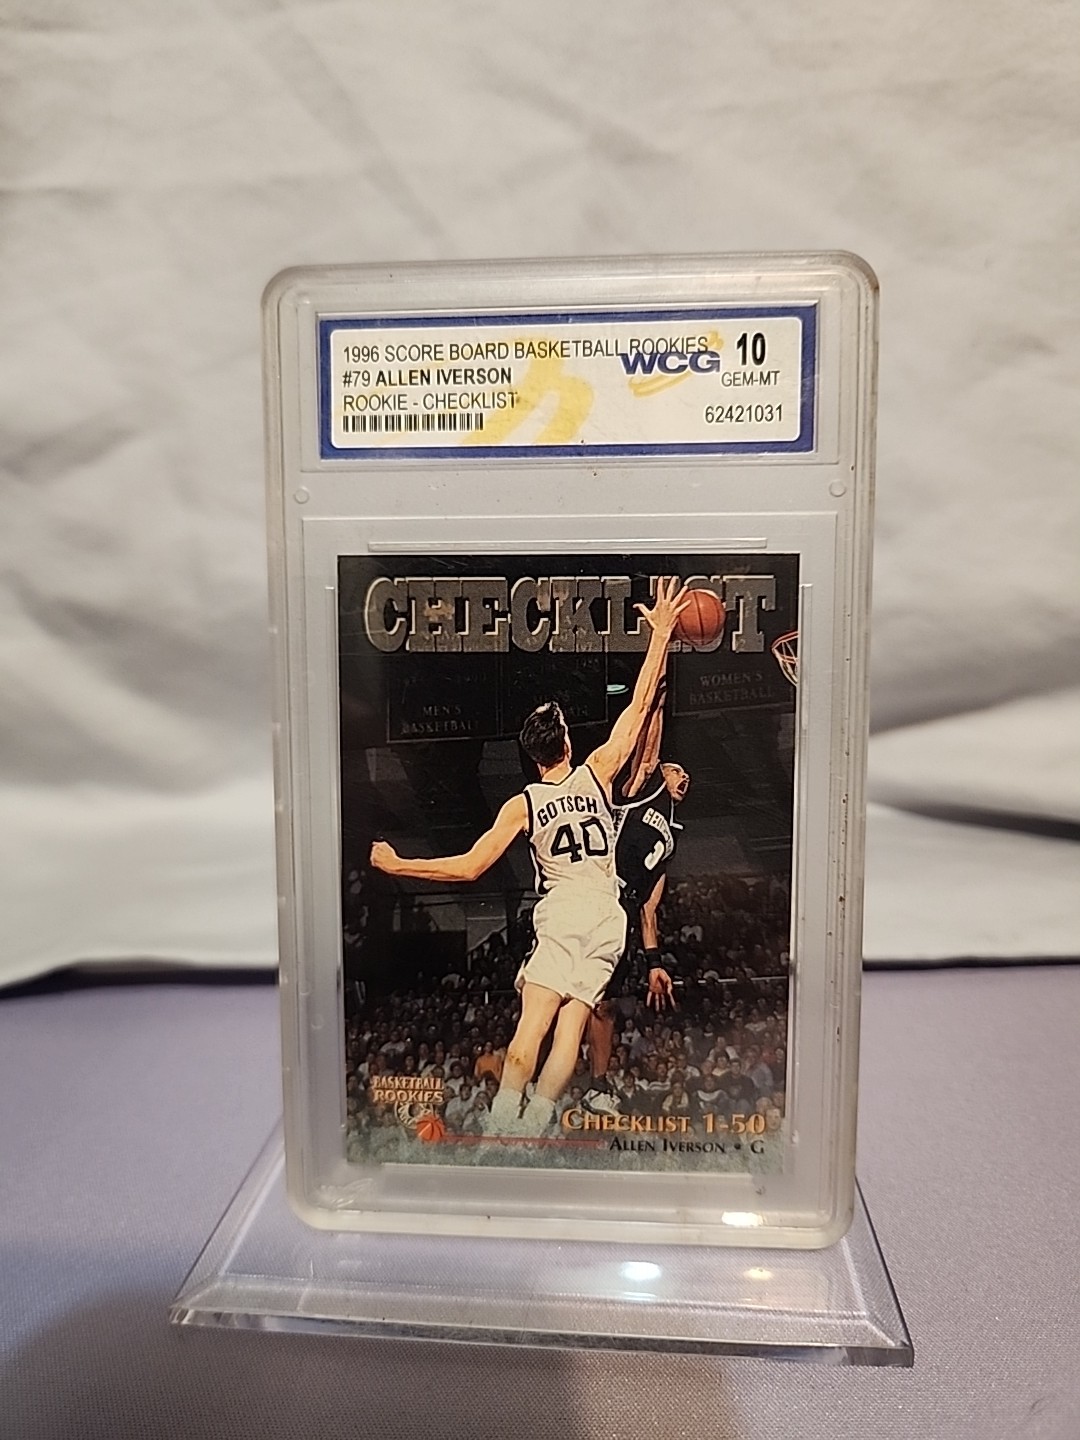 1996 SCORE BOARD BASKETBALL ROOKIES
WCG
10
#79 ALLEN IVERSON
GEM-MT
ROOKIE - CHECKLIST
62421031
CHECKLIST
MEN'S
BASKETBALL
WOMEN'S
BASKETBALL
GOTSCH
40
3
BASKETBALL
ROOKIES
CHECKLIST 1-50
ALLEN IVERSON • G